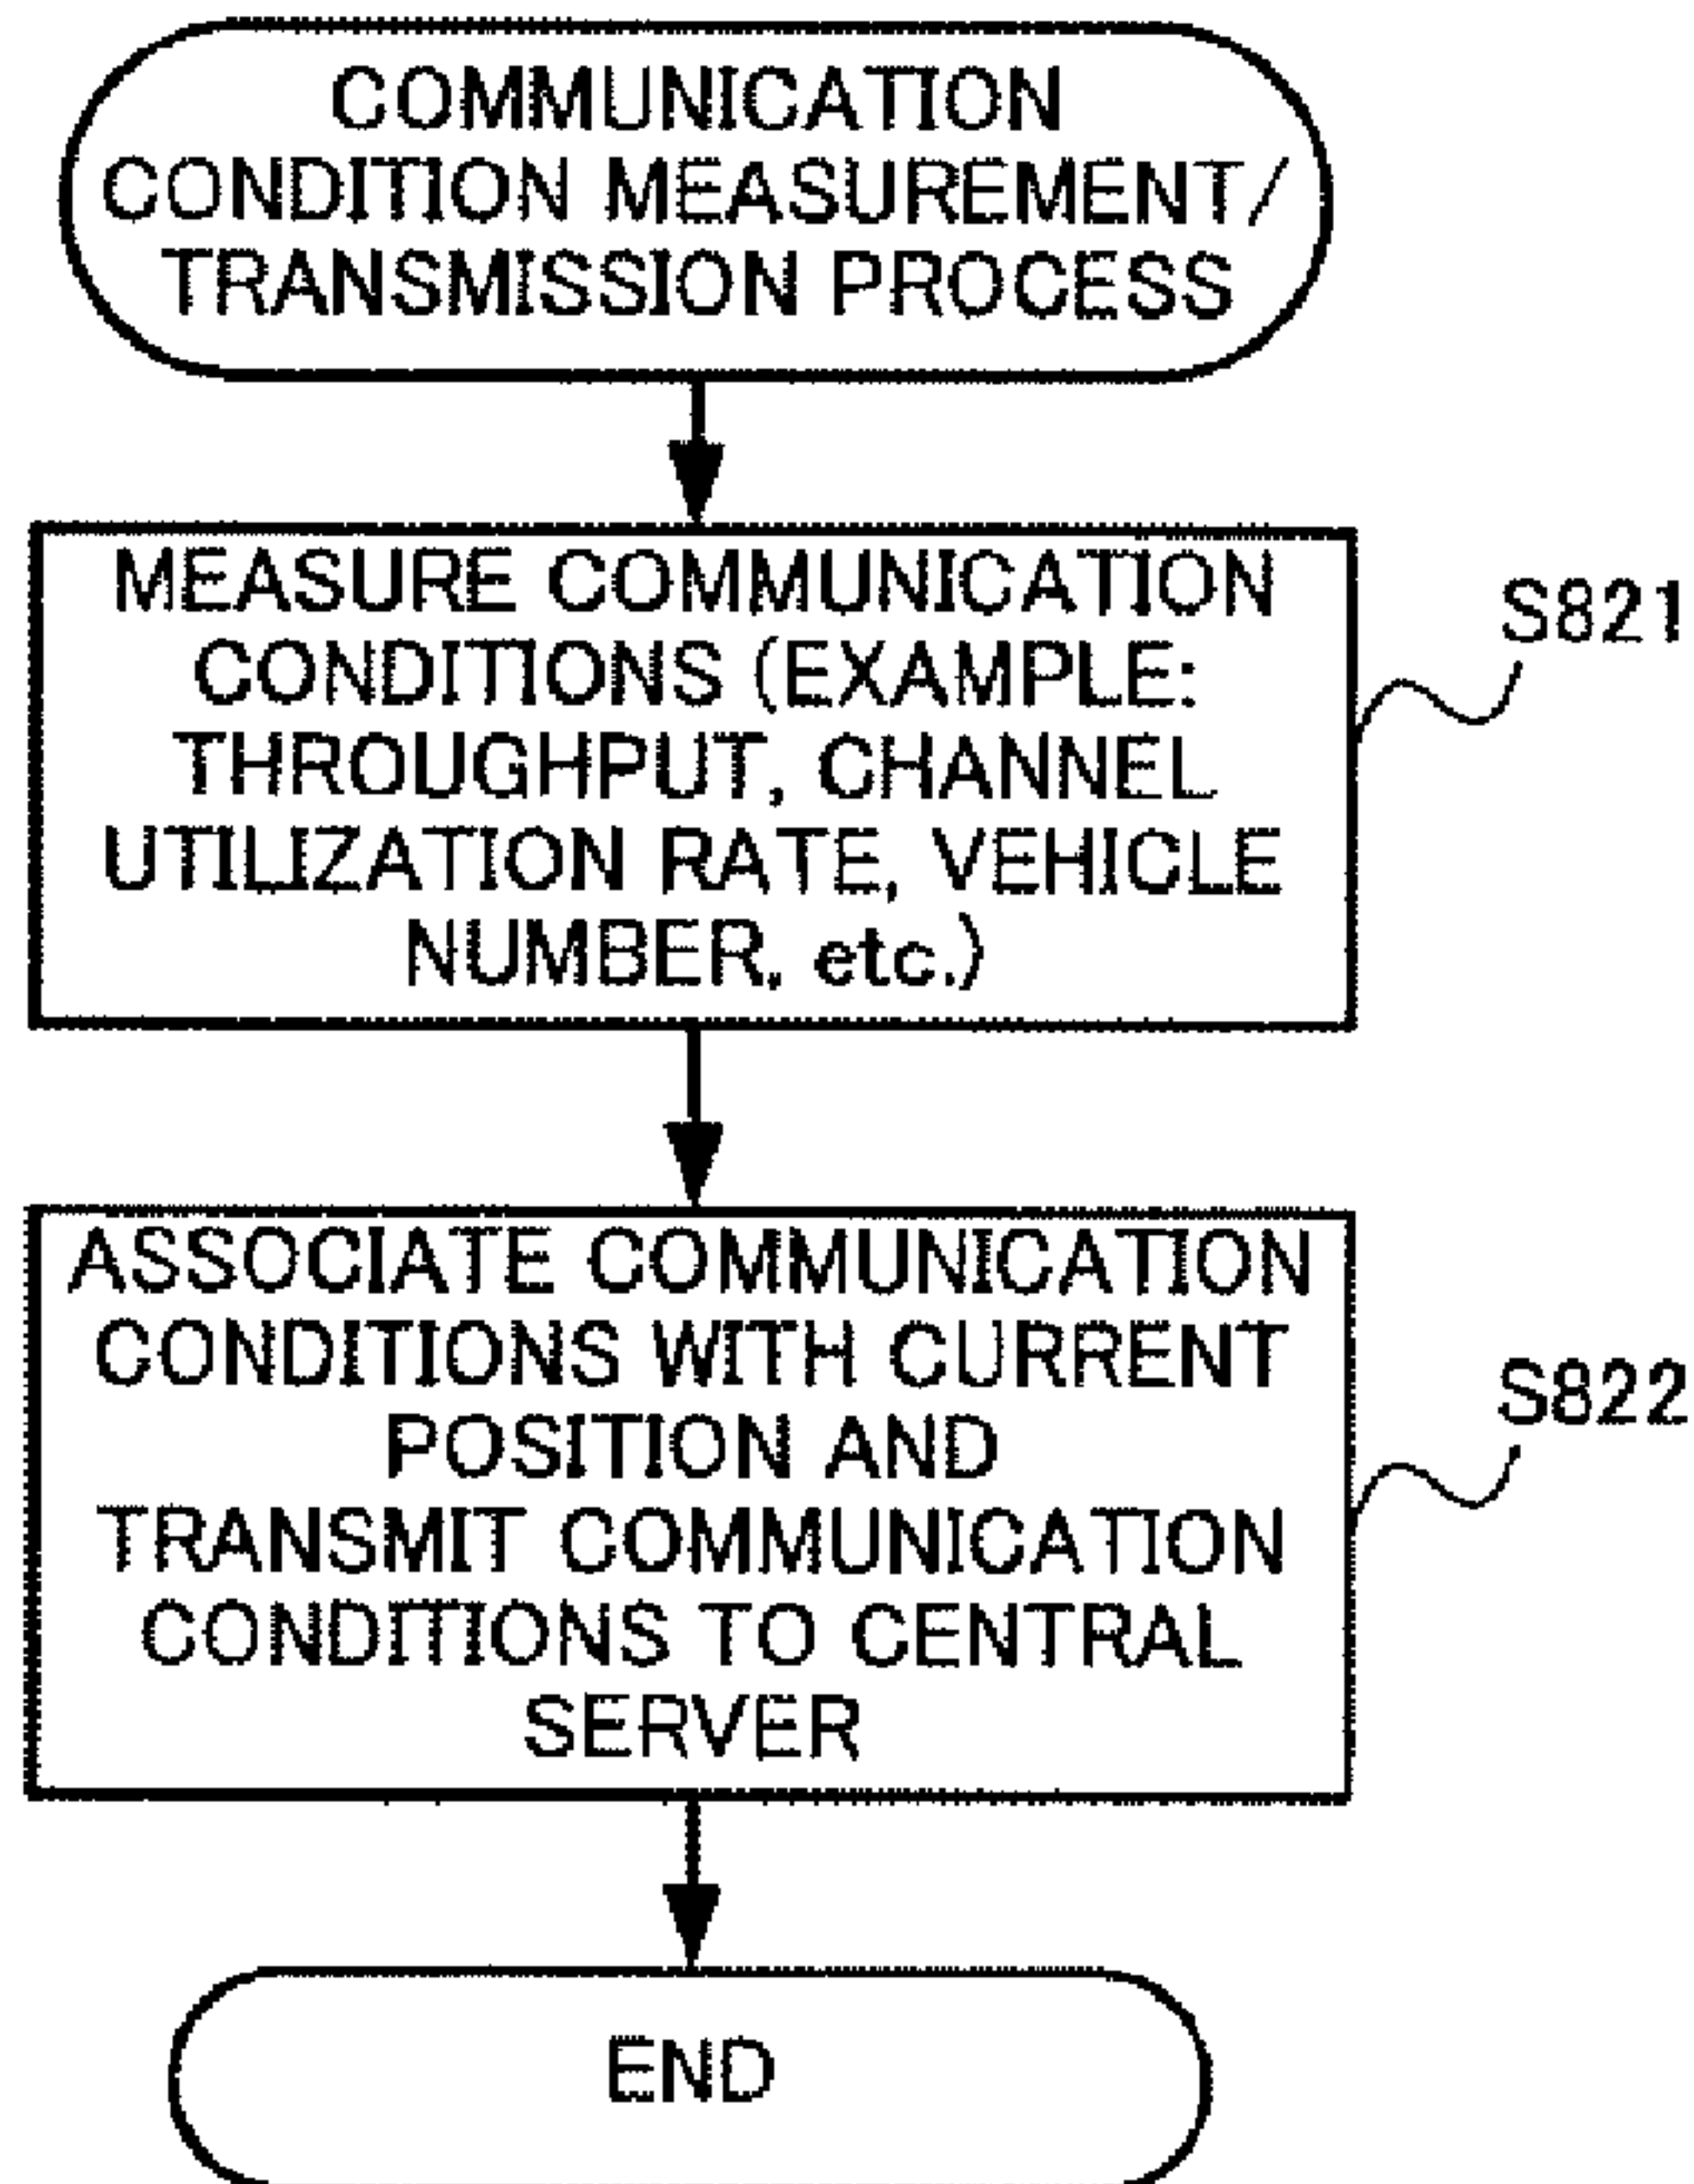 COMMUNICATION
CONDITION MEASUREMENT/
TRANSMISSION PROCESS
MEASURE COMMUNICATION
CONDITIONS (EXAMPLE:
THROUGHPUT, CHANNEL
UTILIZATION RATE, VEHICLE
NUMBER, etc.)
S821
ASSOCIATE COMMUNICATION
CONDITIONS WITH CURRENT
POSITION AND
TRANSMIT COMMUNICATION
CONDITIONS TO CENTRAL
SERVER
S822
END